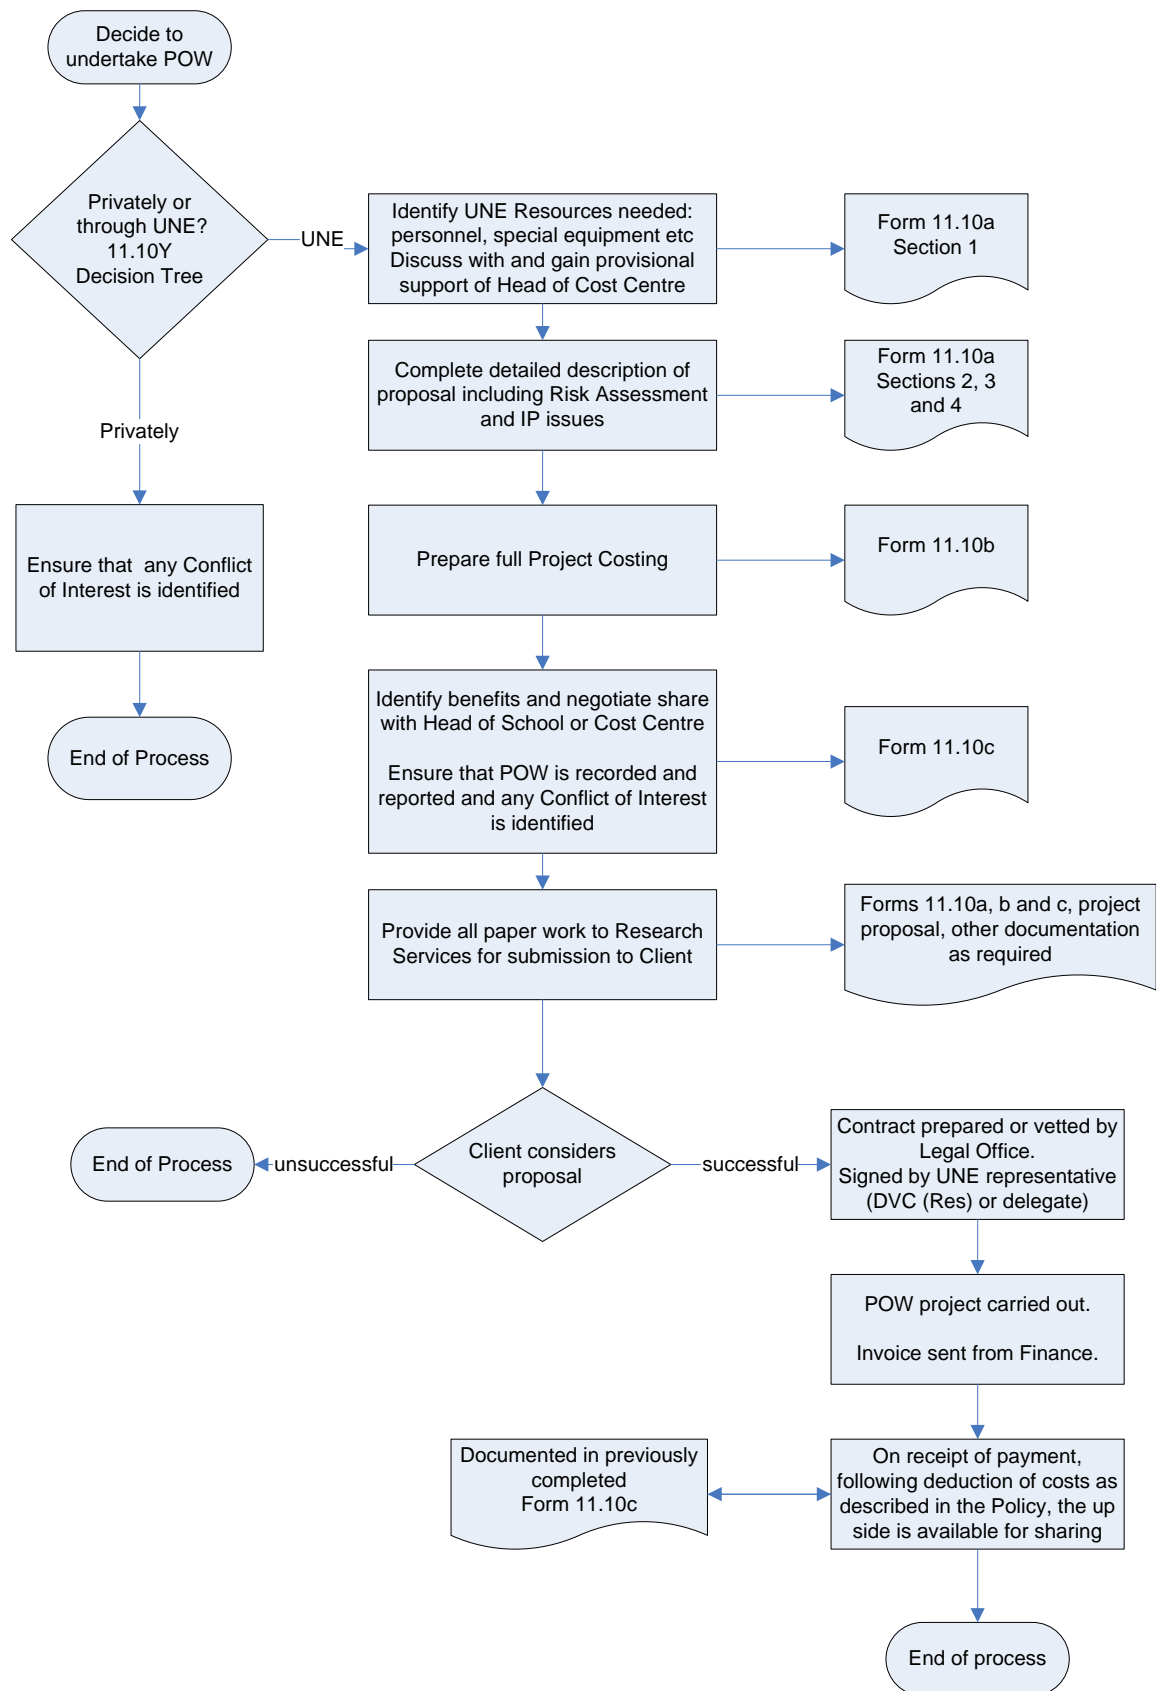 Decide to
undertake POW
Privately or
through UNE?
11.10Y
Decision Tree
UNE
Identify UNE Resources needed:
personnel, special equipment etc
Discuss with and gain provisional
support of Head of Cost Centre
Form 11.10a
Section 1
Complete detailed description of
proposal including Risk Assessment
and IP issues
Form 11.10a
Sections 2, 3
and 4
Privately
Ensure that  any Conflict
of Interest is identified
Prepare full Project Costing
Form 11.10b
End of Process
Identify benefits and negotiate share
with Head of School or Cost Centre
Ensure that POW is recorded and
reported and any Conflict of Interest
is identified
Form 11.10c
Provide all paper work to Research
Services for submission to Client
Forms 11.10a, b and c, project
proposal, other documentation
as required
Client considers
proposal
unsuccessful
End of Process
successful
Contract prepared or vetted by
Legal Office.
Signed by UNE representative
(DVC (Res) or delegate)
POW project carried out.
Invoice sent from Finance.
On receipt of payment,
following deduction of costs as
described in the Policy, the up
side is available for sharing
Documented in previously
completed
Form 11.10c
End of process